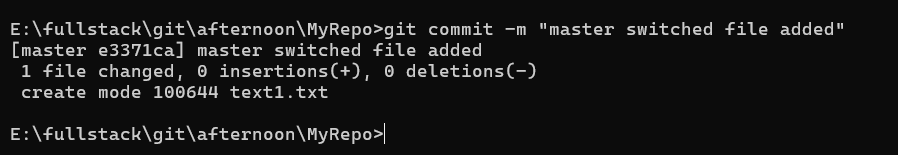 E:\fullstack\git\afternoon\MyRepo>git commit -m "master switched file added"
[master e3371ca] master switched file added
 1 file changed, 0 insertions(+), 0 deletions(-)
 create mode 100644 text1.txt
E:\fullstack\git\afternoon\MyRepo>